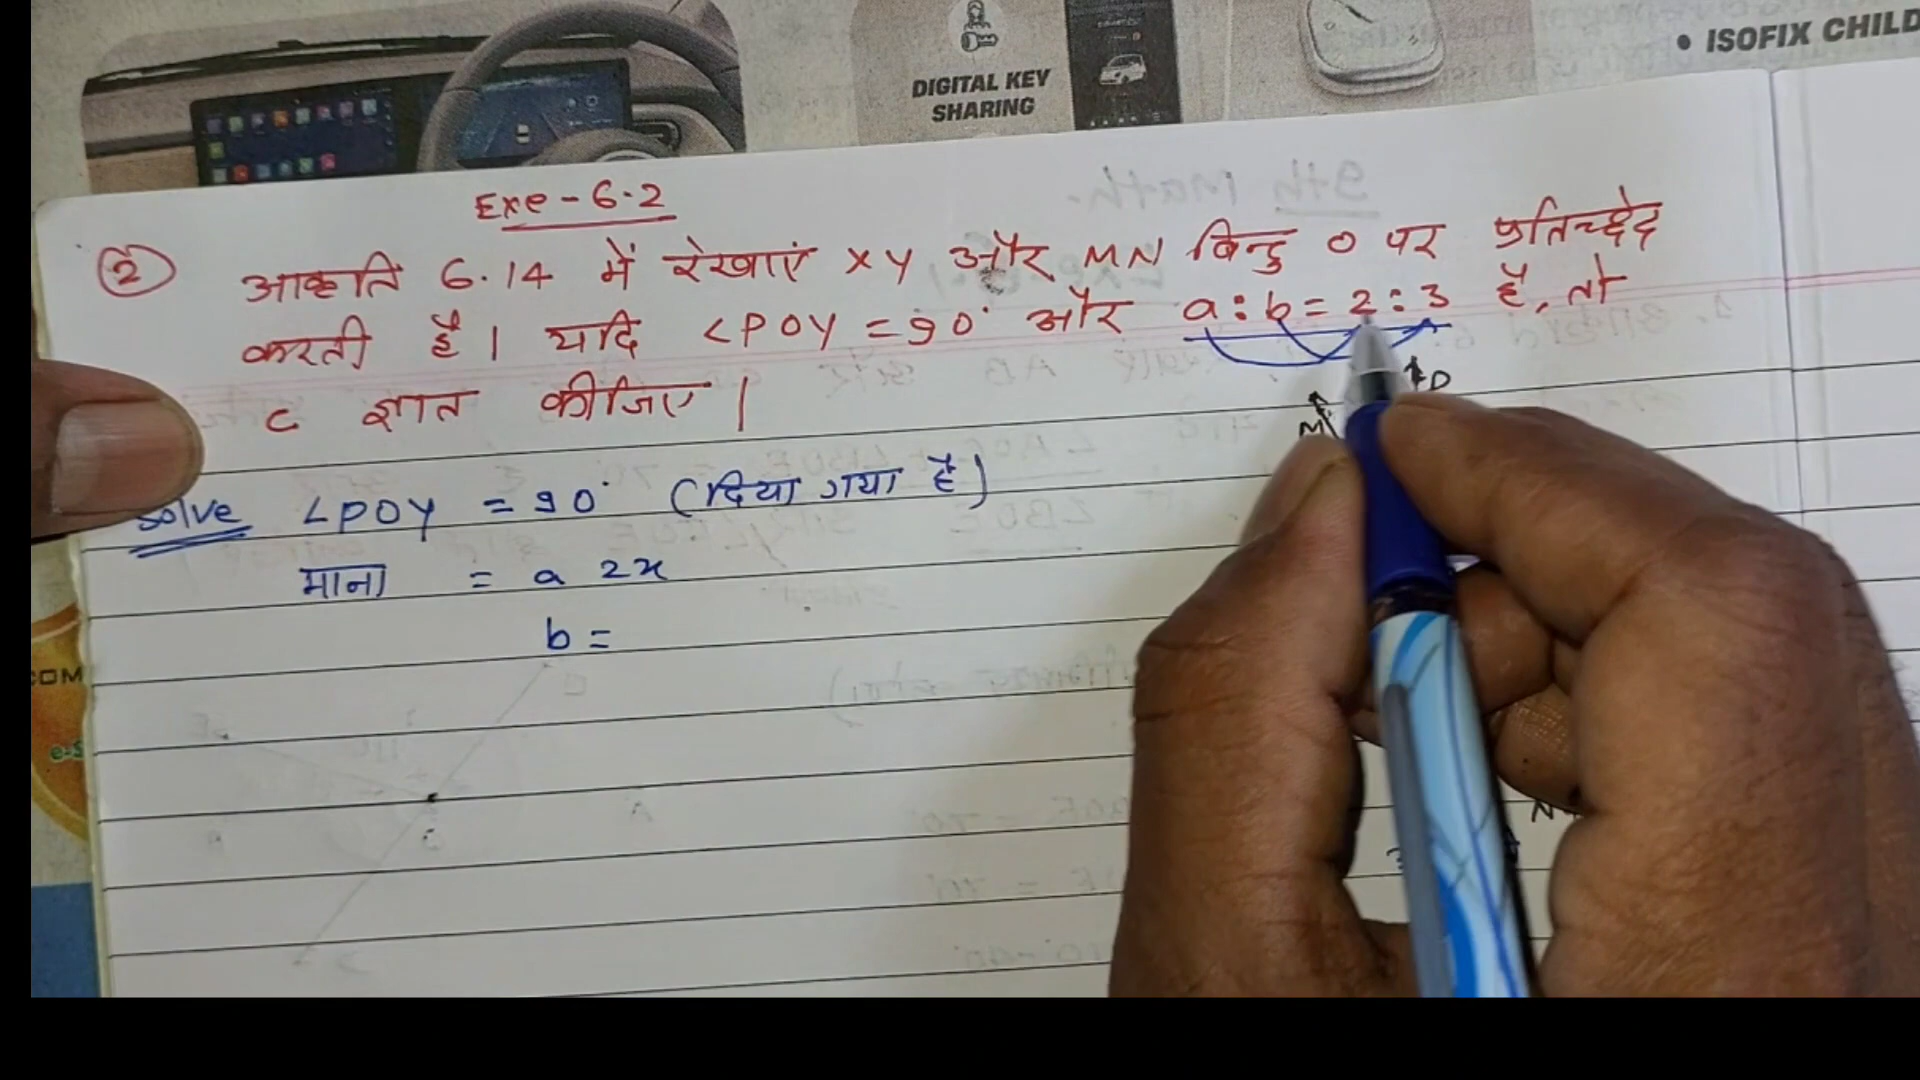 DIGITAL KEY
SHARING
• ISOFIX CHILD
Exe - 6.2
② आकृति 6.14 में रेखाएं XY और MN बिन्दु O पर प्रतिच्छेद
करती है। यदि ∠POY = 90° और a : b = 2 : 3 है, तो
c ज्ञात कीजिए।
P
M
Solve ∠POY = 90° (दिया गया है)
माना = a 2x
b =
N
COM
e-S